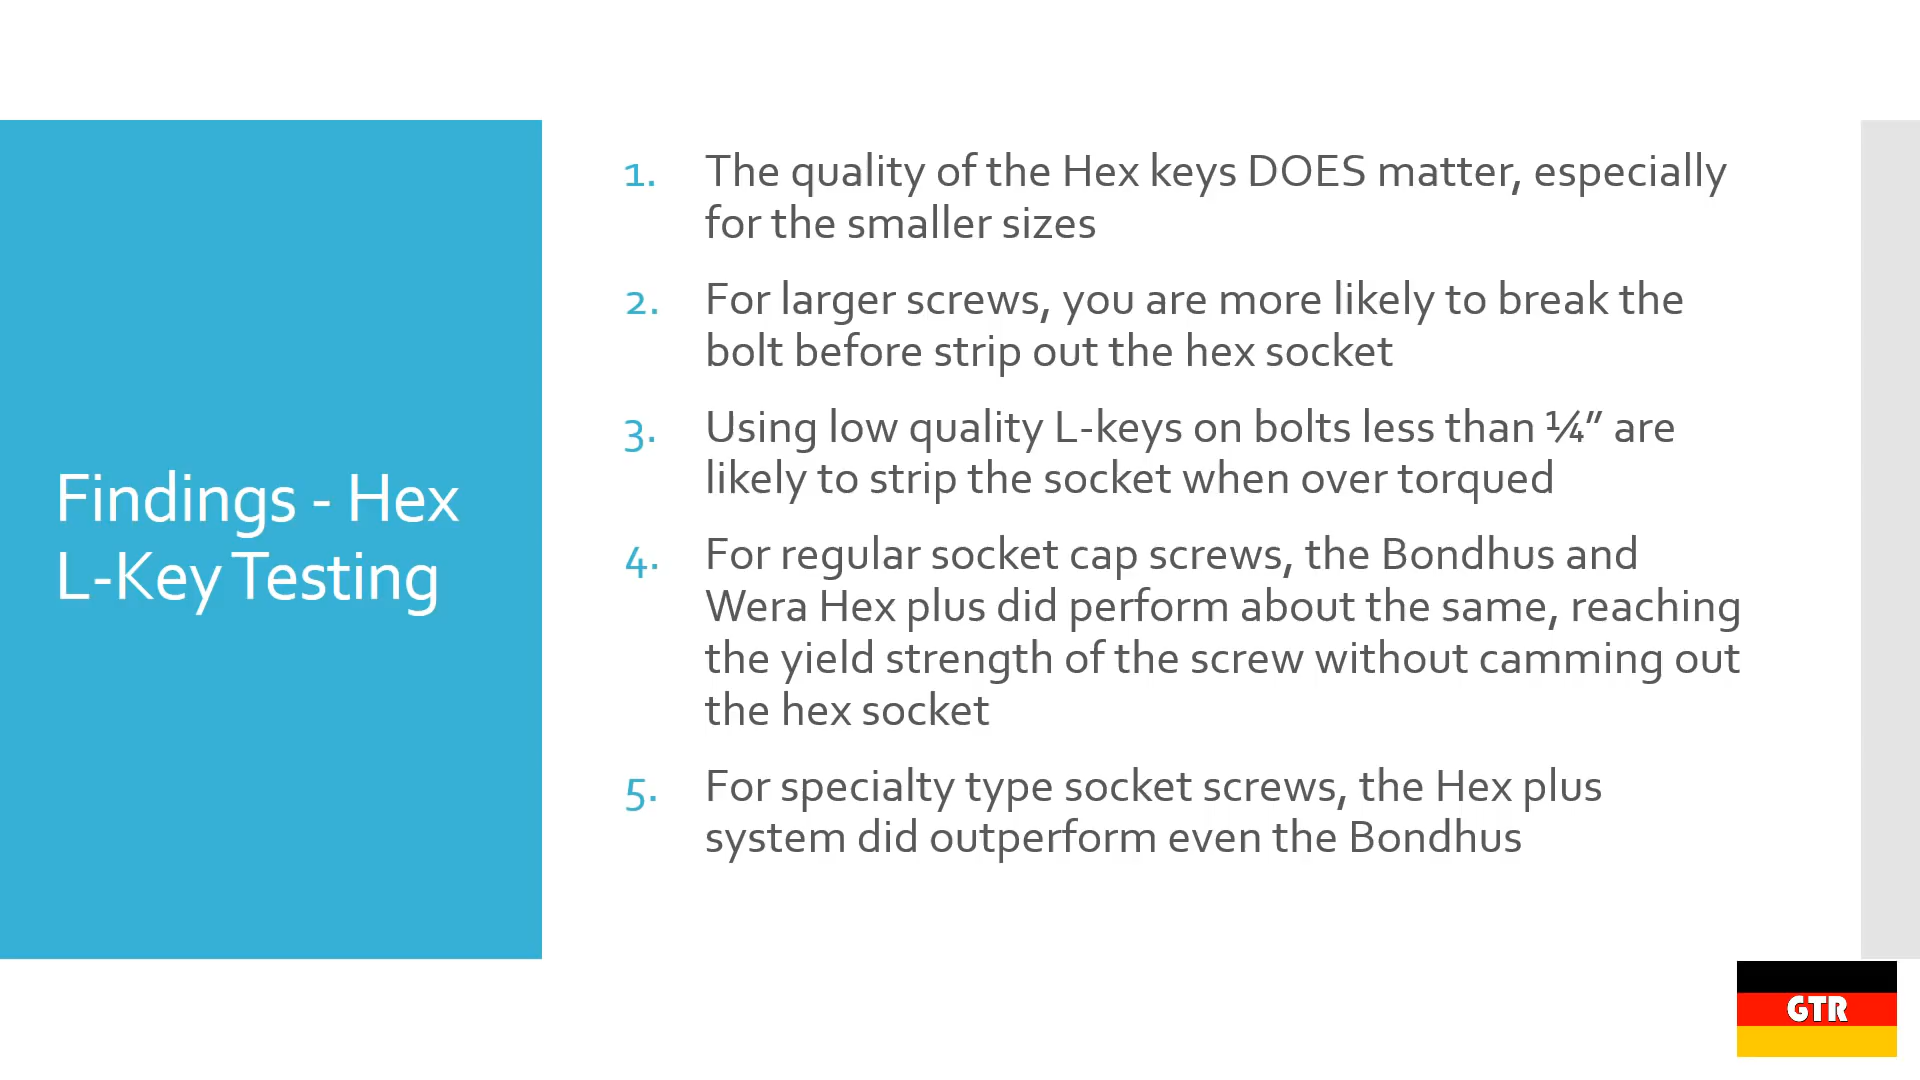 Findings - Hex
L-Key Testing
1. The quality of the Hex keys DOES matter, especially
for the smaller sizes
2. For larger screws, you are more likely to break the
bolt before strip out the hex socket
3. Using low quality L-keys on bolts less than ¼” are
likely to strip the socket when over torqued
4. For regular socket cap screws, the Bondhus and
Wera Hex plus did perform about the same, reaching
the yield strength of the screw without camming out
the hex socket
5. For specialty type socket screws, the Hex plus
system did outperform even the Bondhus
GTR